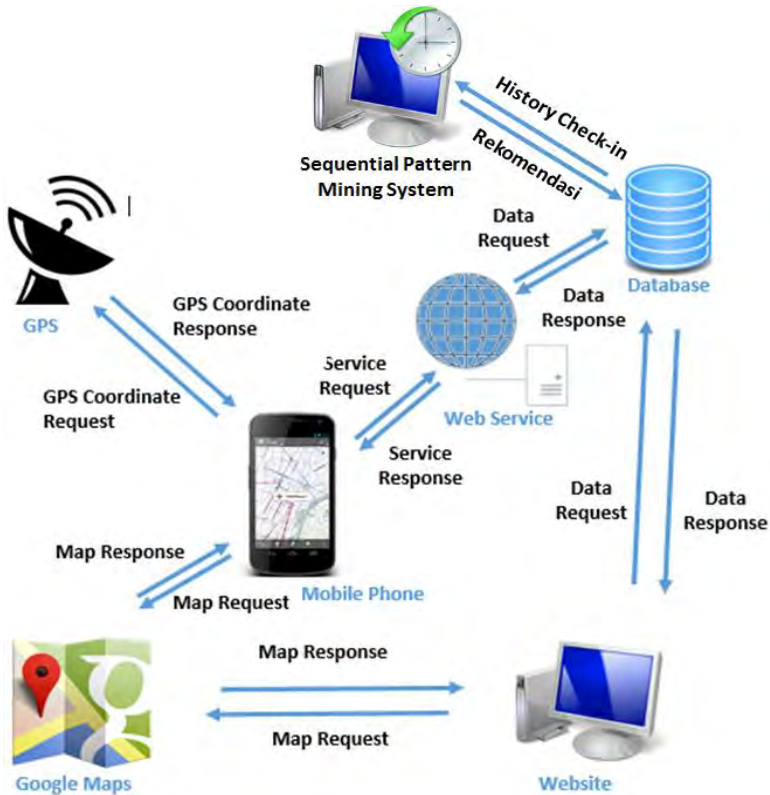 History Check-in
Rekomendasi
Sequential Pattern
Mining System
Data
Request
Database
Data
Response
GPS
GPS Coordinate
Response
GPS Coordinate
Request
Service
Request
Web Service
Service
Response
Data
Request
Data
Response
Map Response
Map Request
Mobile Phone
Map Response
Map Request
Google Maps
Website